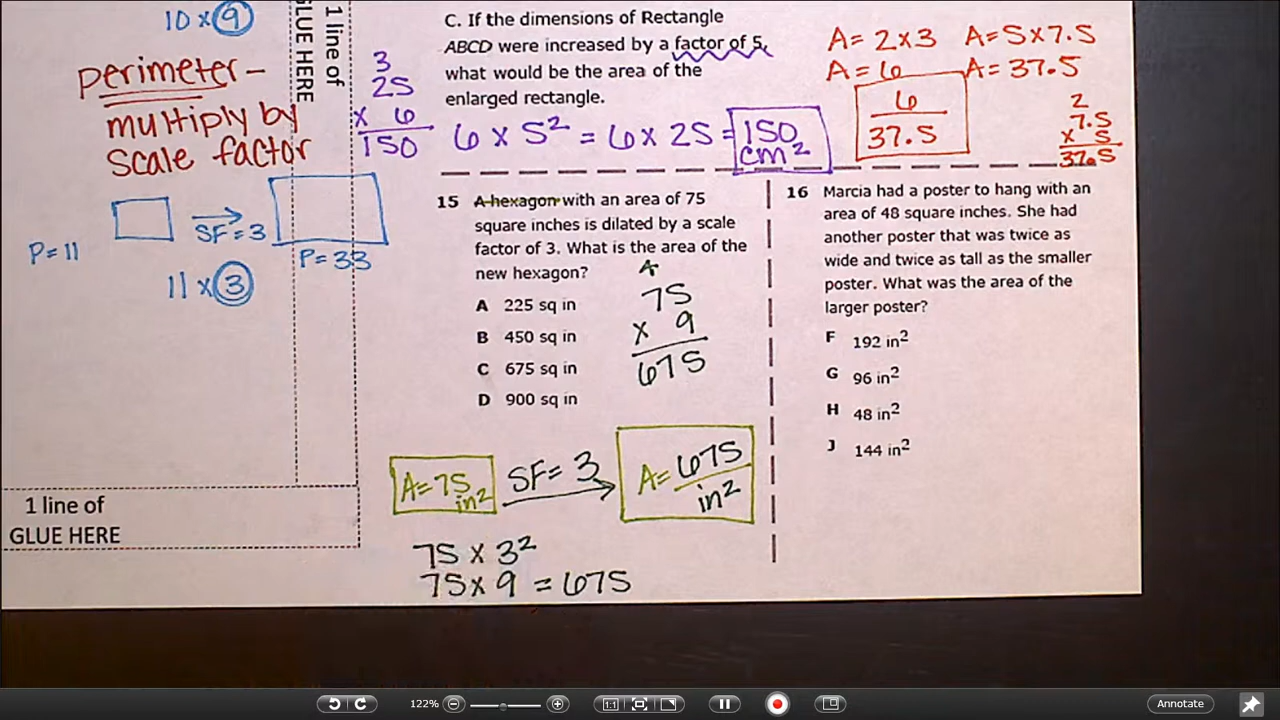 10 × 9
perimeter –
multiply by
scale factor
SF = 3
P = 11
P = 33
11 × 3
1 line of
GLUE HERE
1 line of
GLUE HERE
3
25
× 6
150
C. If the dimensions of Rectangle
ABCD were increased by a factor of 5,
what would be the area of the
enlarged rectangle.
6 × 5² = 6 × 25 = 150
cm²
A = 2×3
A = 6
A = 5×7.5
A = 37.5
6
37.5
2
7.5
× 5
37.5
15 A hexagon with an area of 75
square inches is dilated by a scale
factor of 3. What is the area of the
new hexagon?
A 225 sq in
B 450 sq in
C 675 sq in
D 900 sq in
4
75
× 9
675
A = 75
in²
SF = 3
A = 675
in²
75 × 3²
75 × 9 = 675
16 Marcia had a poster to hang with an
area of 48 square inches. She had
another poster that was twice as
wide and twice as tall as the smaller
poster. What was the area of the
larger poster?
F 192 in²
G 96 in²
H 48 in²
J 144 in²
122%
1:1
Annotate